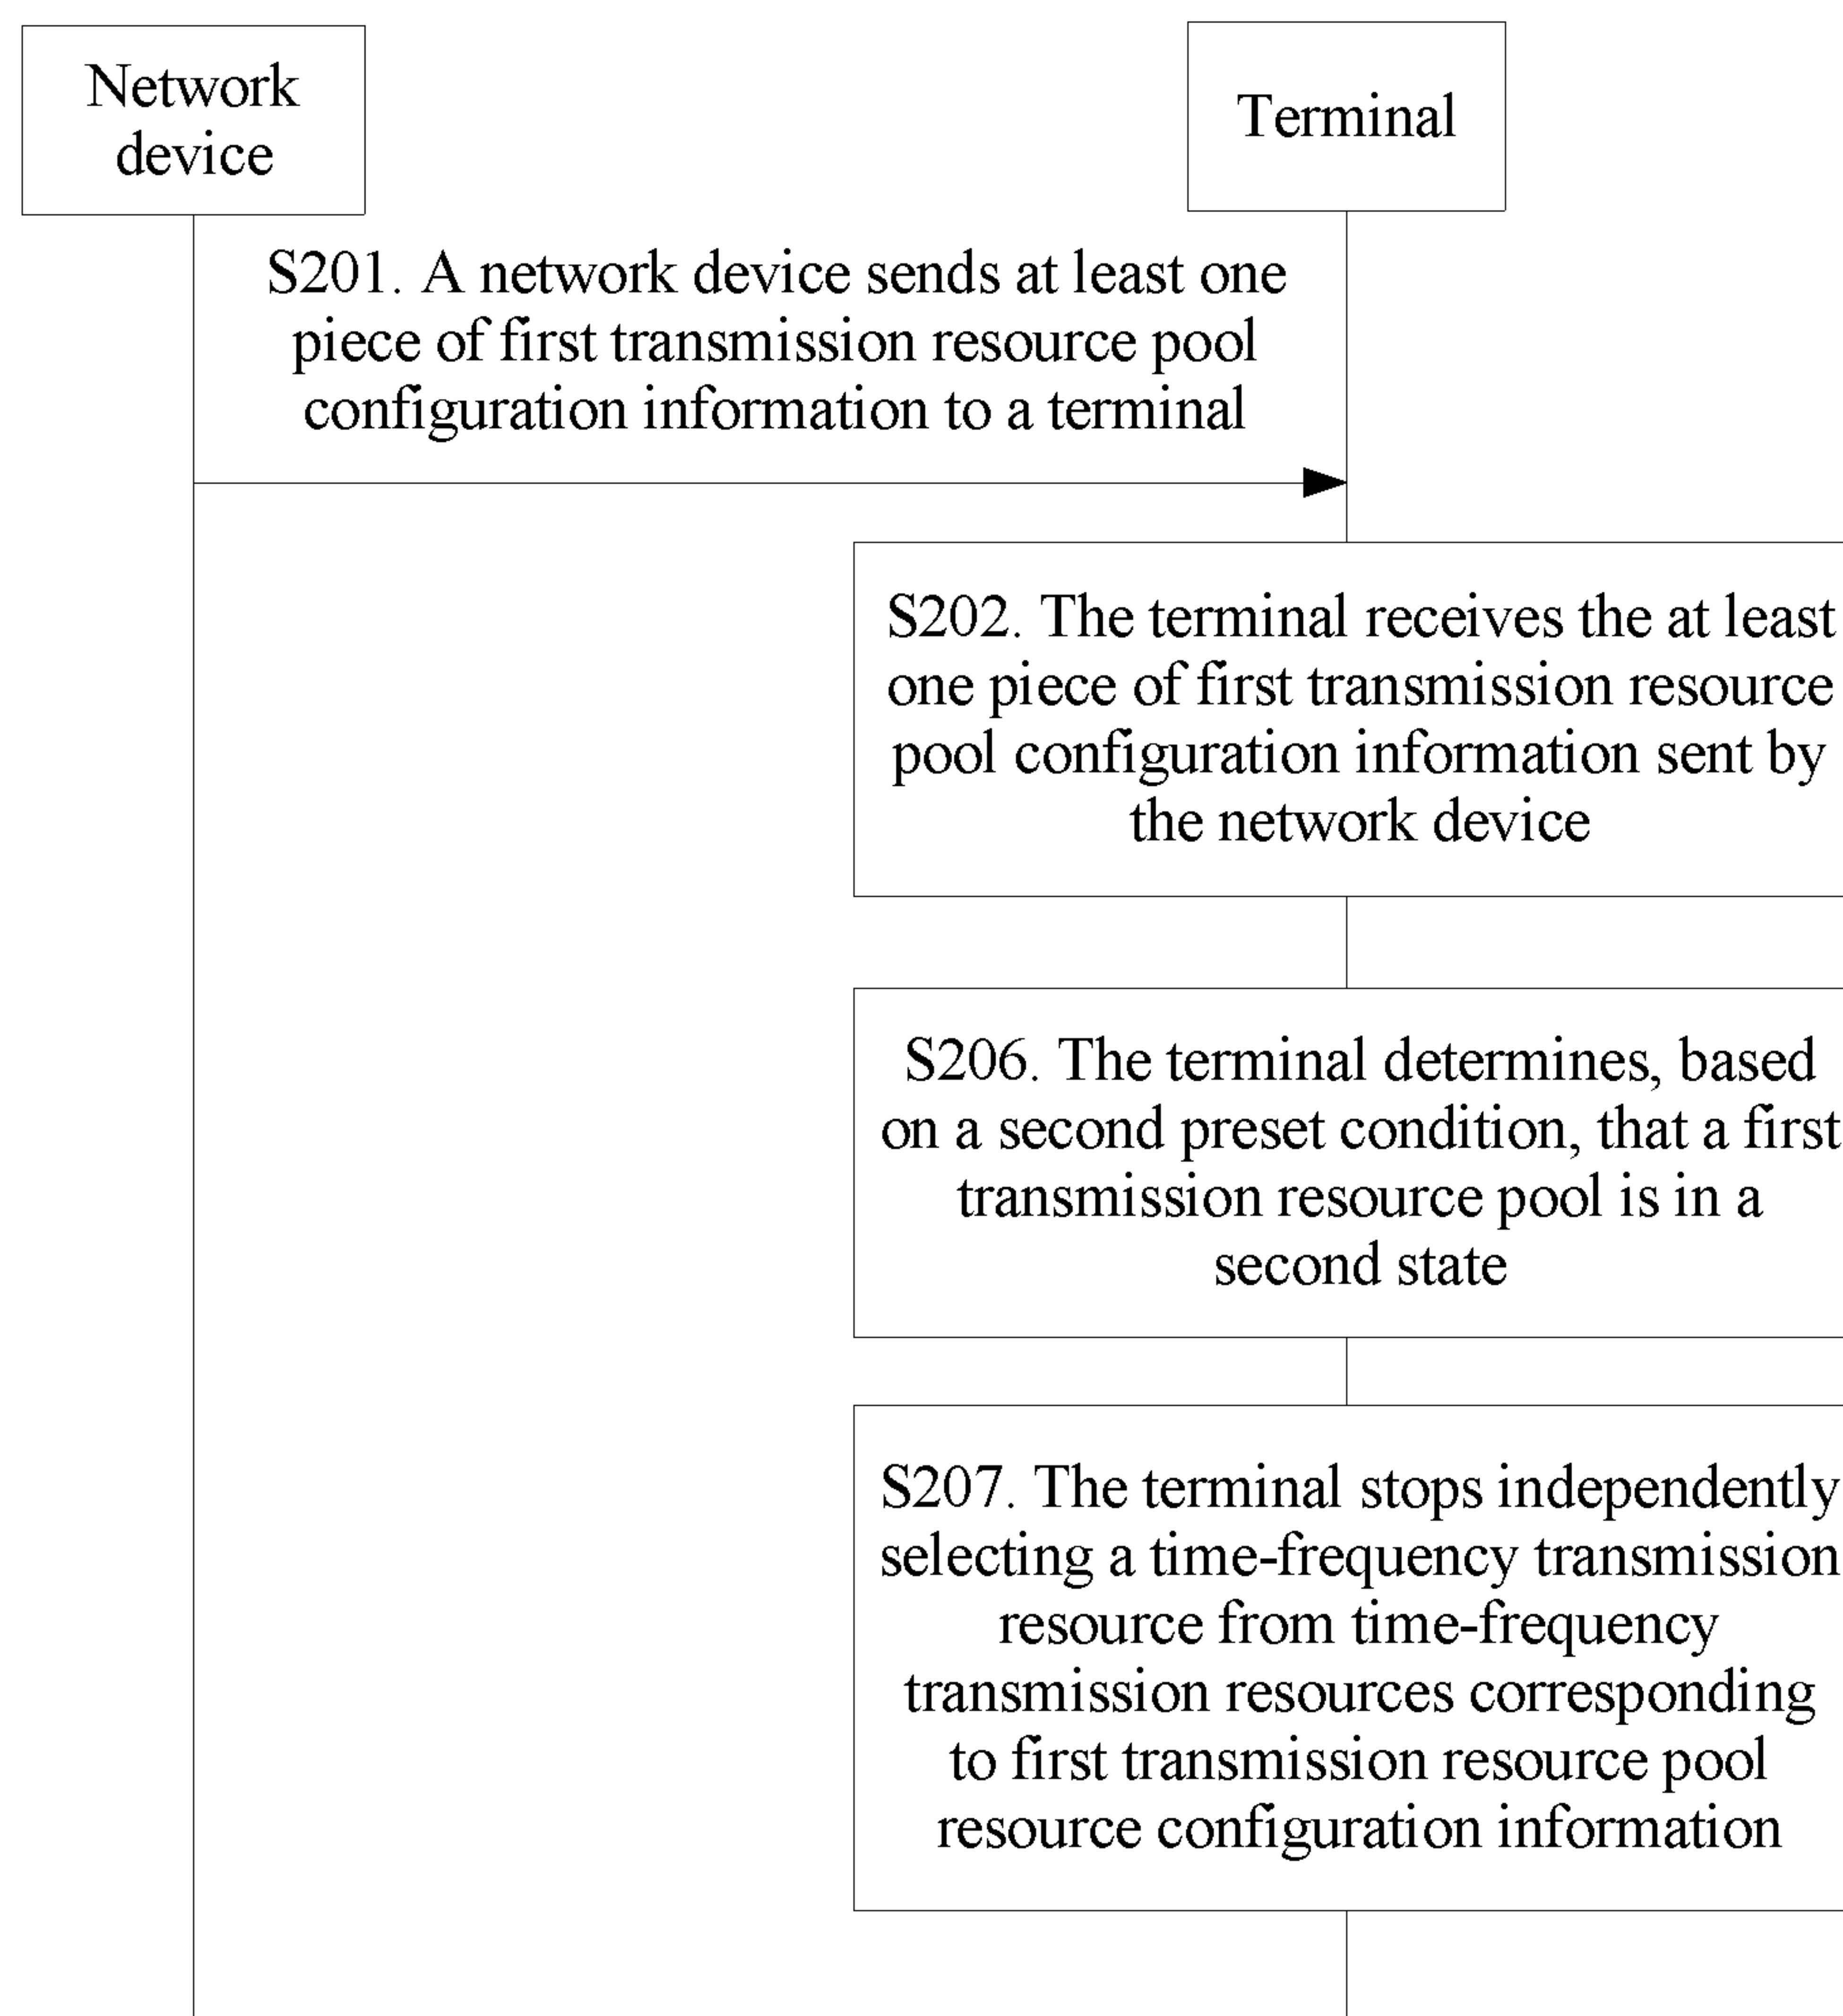 Network
device
Terminal
S201. A network device sends at least one
piece of first transmission resource pool
configuration information to a terminal
S202. The terminal receives the at least
one piece of first transmission resource
pool configuration information sent by
the network device
S206. The terminal determines, based
on a second preset condition, that a first
transmission resource pool is in a
second state
S207. The terminal stops independently
selecting a time-frequency transmission
resource from time-frequency
transmission resources corresponding
to first transmission resource pool
resource configuration information